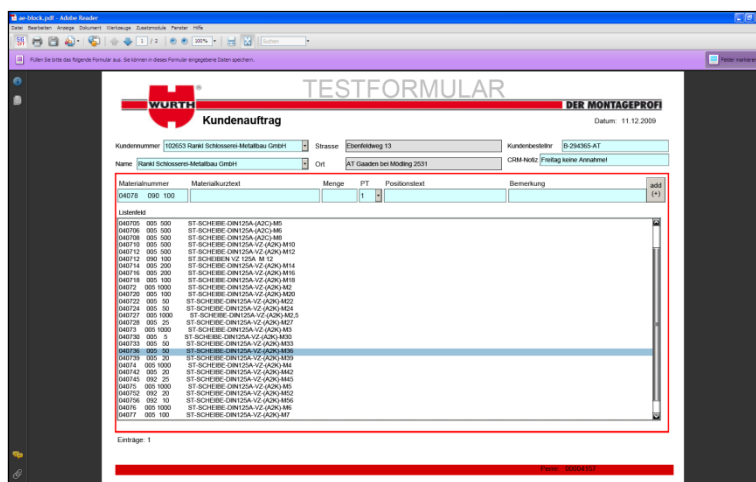 ae-block.pdf - Adobe Reader
Datei Bearbeiten Anzeige Dokument Werkzeuge Zusatzmodule Fenster Hilfe
1 / 2 100% Suchen
Füllen Sie bitte das folgende Formular aus. Sie können in dieses Formular eingegebene Daten speichern.
Felder markieren
TESTFORMULAR
WÜRTH
DER MONTAGEPROFI
Kundenauftrag
Datum: 11.12.2009
Kundennummer 102653 Rankl Schlosserei-Metallbau GmbH Strasse Ebenfeldweg 13 Kundenbestellnr B-294365-AT
Name Rankl Schlosserei-Metallbau GmbH Ort AT Gaaden bei Mödling 2531 CRM-Notiz Freitag keine Annahme!
Materialnummer Materialkurztext Menge PT Positionstext Bemerkung add
04078 090 100 1 (+)
Listenfeld
040705 005 500 ST-SCHEIBE-DIN125A-(A2C)-M5
040706 005 500 ST-SCHEIBE-DIN125A-(A2C)-M6
040708 005 500 ST-SCHEIBE-DIN125A-(A2C)-M8
040710 005 500 ST-SCHEIBE-DIN125A-VZ-(A2K)-M10
040712 005 500 ST-SCHEIBE-DIN125A-VZ-(A2K)-M12
040712 090 100 ST.SCHEIBEN VZ 125A M 12
040714 005 200 ST-SCHEIBE-DIN125A-VZ-(A2K)-M14
040716 005 200 ST-SCHEIBE-DIN125A-VZ-(A2K)-M16
040718 005 100 ST-SCHEIBE-DIN125A-VZ-(A2K)-M18
04072 005 1000 ST-SCHEIBE-DIN125A-VZ-(A2K)-M2
040720 005 100 ST-SCHEIBE-DIN125A-VZ-(A2K)-M20
040722 005 50 ST-SCHEIBE-DIN125A-VZ-(A2K)-M22
040724 005 50 ST-SCHEIBE-DIN125A-VZ-(A2K)-M24
040727 005 1000 ST-SCHEIBE-DIN125A-VZ-(A2K)-M2,5
040728 005 25 ST-SCHEIBE-DIN125A-VZ-(A2K)-M27
04073 005 1000 ST-SCHEIBE-DIN125A-VZ-(A2K)-M3
040730 005 5 ST-SCHEIBE-DIN125A-VZ-(A2K)-M30
040733 005 50 ST-SCHEIBE-DIN125A-VZ-(A2K)-M33
040736 005 50 ST-SCHEIBE-DIN125A-VZ-(A2K)-M36
040739 005 20 ST-SCHEIBE-DIN125A-VZ-(A2K)-M39
04074 005 1000 ST-SCHEIBE-DIN125A-VZ-(A2K)-M4
040742 005 20 ST-SCHEIBE-DIN125A-VZ-(A2K)-M42
040745 092 25 ST-SCHEIBE-DIN125A-VZ-(A2K)-M45
04075 005 1000 ST-SCHEIBE-DIN125A-VZ-(A2K)-M5
040752 092 20 ST-SCHEIBE-DIN125A-VZ-(A2K)-M52
040756 092 10 ST-SCHEIBE-DIN125A-VZ-(A2K)-M56
04076 005 1000 ST-SCHEIBE-DIN125A-VZ-(A2K)-M6
04077 005 100 ST-SCHEIBE-DIN125A-VZ-(A2K)-M7
Einträge: 1